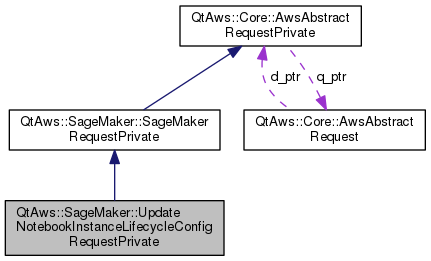 QtAws::Core::AwsAbstract
RequestPrivate
d_ptr
q_ptr
QtAws::SageMaker::SageMaker
RequestPrivate
QtAws::Core::AwsAbstract
Request
QtAws::SageMaker::Update
NotebookInstanceLifecycleConfig
RequestPrivate